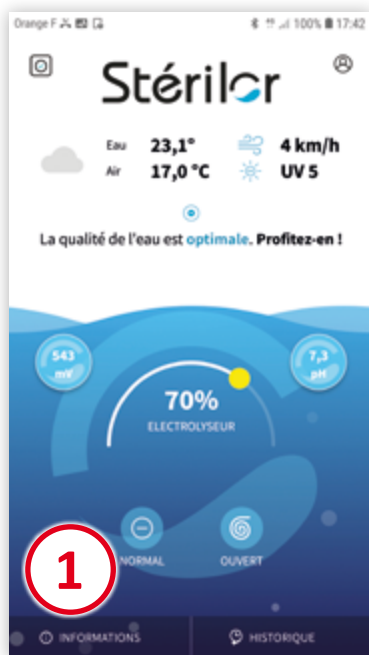 Orange F 100% 17:42
Stérilor
Eau 23,1° 4 km/h
Air 17,0 °C UV 5
La qualité de l'eau est optimale. Profitez-en !
543 mV
7,3 pH
70%
ELECTROLYSEUR
NORMAL OUVERT
1
INFORMATIONS HISTORIQUE